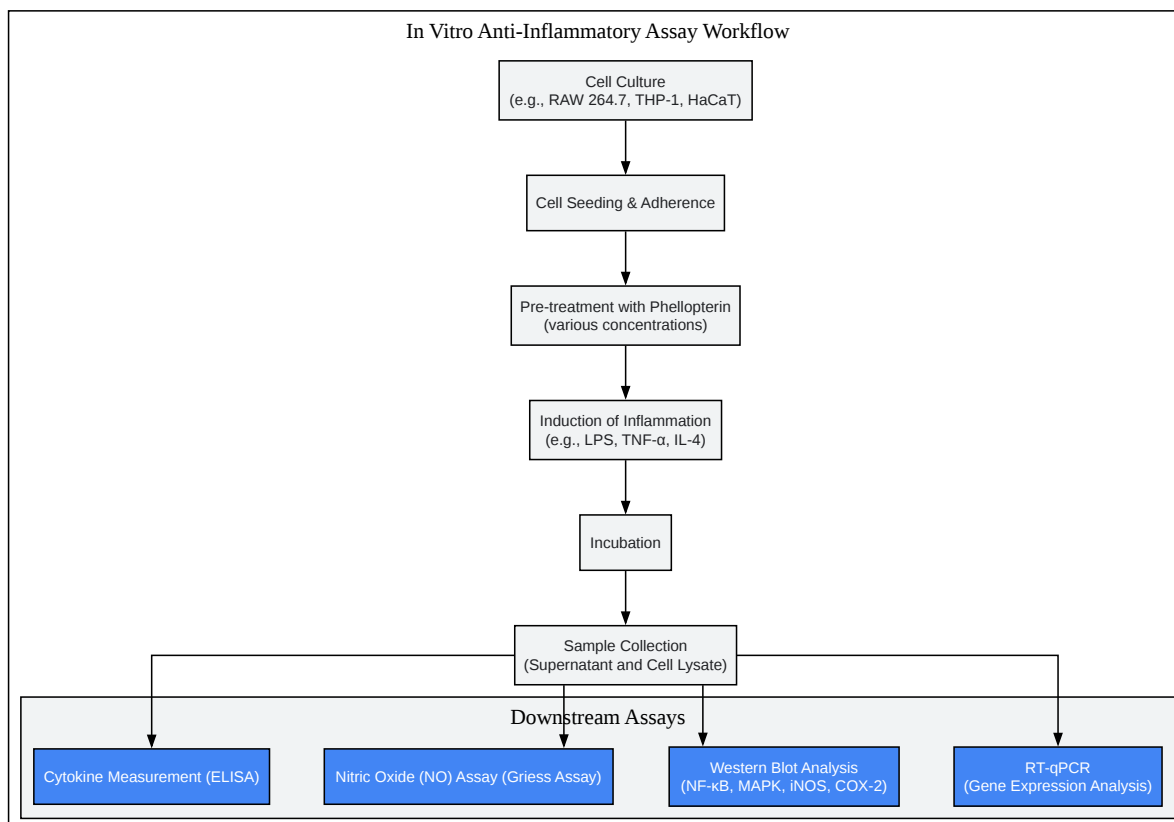 In Vitro Anti-Inflammatory Assay Workflow
Cell Culture
(e.g., RAW 264.7, THP-1, HaCaT)
Cell Seeding & Adherence
Pre-treatment with Phellopterin
(various concentrations)
Induction of Inflammation
(e.g., LPS, TNF-α, IL-4)
Incubation
Sample Collection
(Supernatant and Cell Lysate)
Downstream Assays
Cytokine Measurement (ELISA)
Nitric Oxide (NO) Assay (Griess Assay)
Western Blot Analysis
(NF-κB, MAPK, iNOS, COX-2)
RT-qPCR
(Gene Expression Analysis)